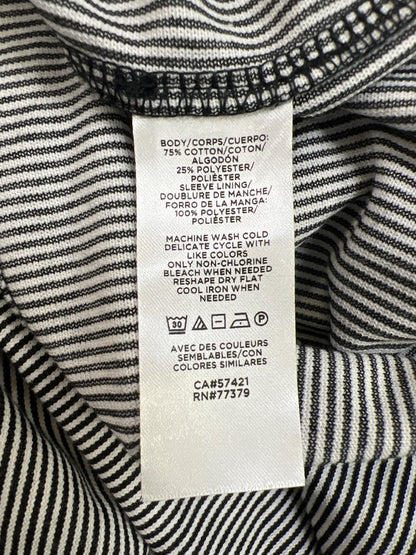 BODY/CORPS/CUERPO:
75% COTTON/COTON/
ALGODÓN
25% POLYESTER/
POLIÉSTER
SLEEVE LINING/
DOUBLURE DE MANCHE/
FORRO DE LA MANGA:
100% POLYESTER/
POLIÉSTER
MACHINE WASH COLD
DELICATE CYCLE WITH
LIKE COLORS
ONLY NON-CHLORINE
BLEACH WHEN NEEDED
RESHAPE DRY FLAT
COOL IRON WHEN
NEEDED
30 P
AVEC DES COULEURS
SEMBLABLES/CON
COLORES SIMILARES
CA#57421
RN#77379